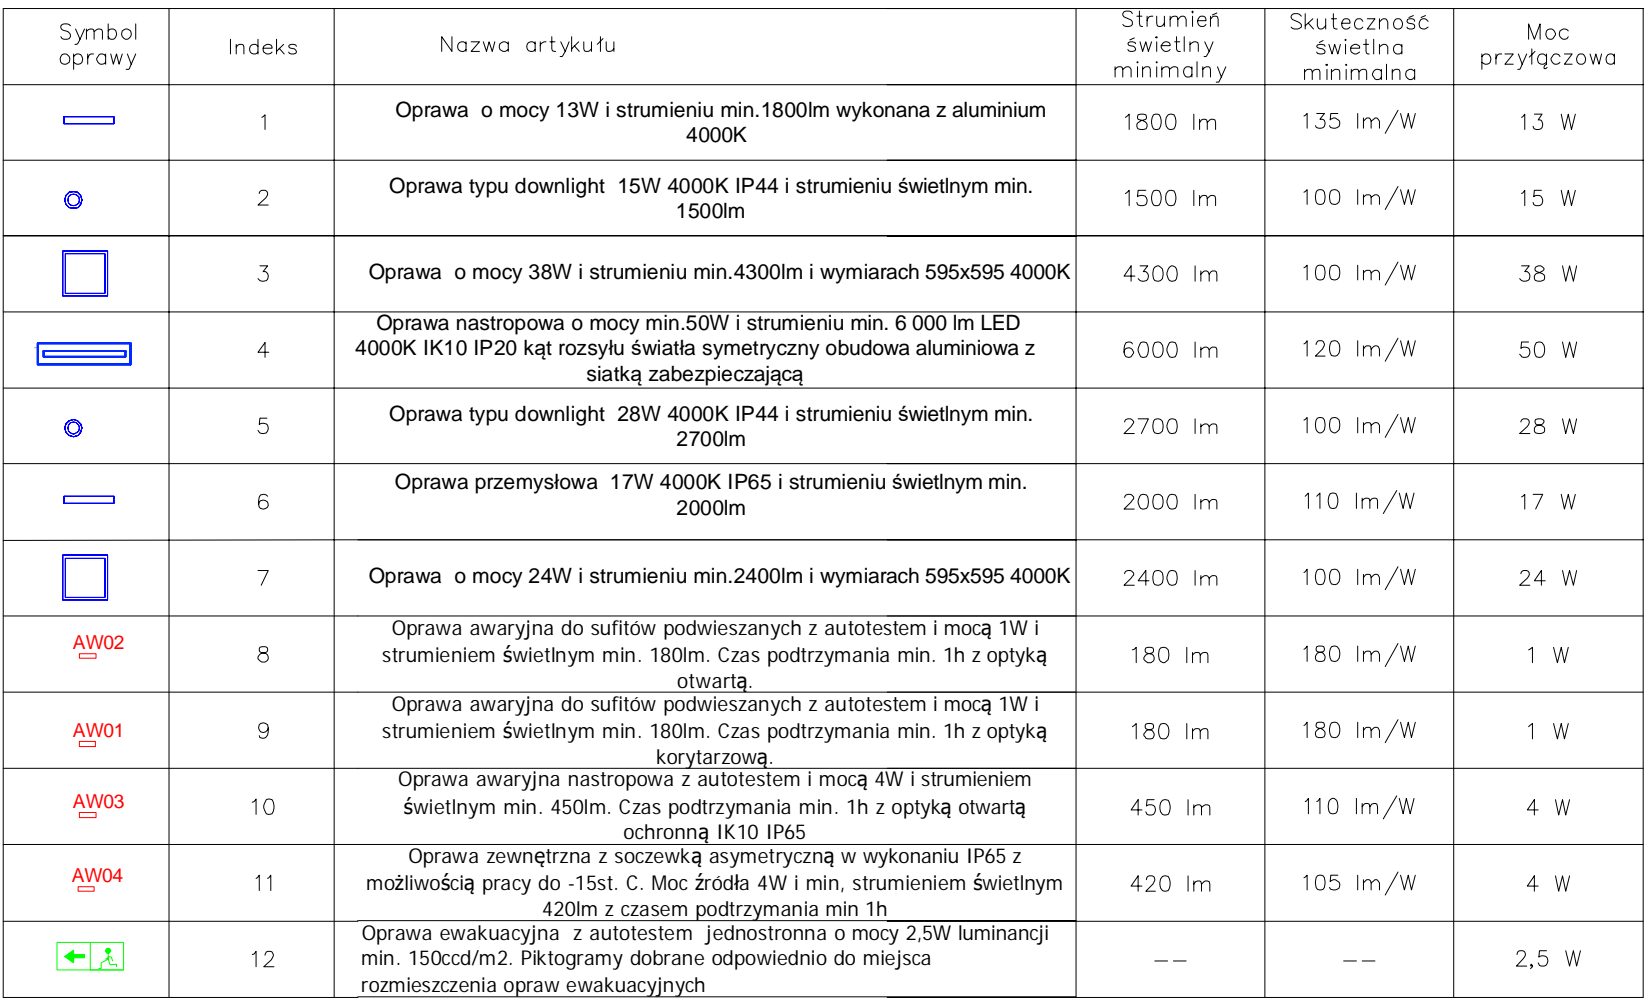 Symbol oprawy
Indeks
Nazwa artykułu
Strumień świetlny minimalny
Skuteczność świetlna minimalna
Moc przyłączowa
1
Oprawa o mocy 13W i strumieniu min.1800lm wykonana z aluminium
4000K
1800 lm
135 lm/W
13 W
2
Oprawa typu downlight 15W 4000K IP44 i strumieniu świetlnym min.
1500lm
1500 lm
100 lm/W
15 W
3
Oprawa o mocy 38W i strumieniu min.4300lm i wymiarach 595x595 4000K
4300 lm
100 lm/W
38 W
4
Oprawa nastropowa o mocy min.50W i strumieniu min. 6 000 lm LED
4000K IK10 IP20 kąt rozsyłu światła symetryczny obudowa aluminiowa z
siatką zabezpieczającą
6000 lm
120 lm/W
50 W
5
Oprawa typu downlight 28W 4000K IP44 i strumieniu świetlnym min.
2700lm
2700 lm
100 lm/W
28 W
6
Oprawa przemysłowa 17W 4000K IP65 i strumieniu świetlnym min.
2000lm
2000 lm
110 lm/W
17 W
7
Oprawa o mocy 24W i strumieniu min.2400lm i wymiarach 595x595 4000K
2400 lm
100 lm/W
24 W
AW02
8
Oprawa awaryjna do sufitów podwieszanych z autotestem i mocą 1W i
strumieniem świetlnym min. 180lm. Czas podtrzymania min. 1h z optyką
otwartą.
180 lm
180 lm/W
1 W
AW01
9
Oprawa awaryjna do sufitów podwieszanych z autotestem i mocą 1W i
strumieniem świetlnym min. 180lm. Czas podtrzymania min. 1h z optyką
korytarzową.
180 lm
180 lm/W
1 W
AW03
10
Oprawa awaryjna nastropowa z autotestem i mocą 4W i strumieniem
świetlnym min. 450lm. Czas podtrzymania min. 1h z optyką otwartą
ochronną IK10 IP65
450 lm
110 lm/W
4 W
AW04
11
Oprawa zewnętrzna z soczewką asymetryczną w wykonaniu IP65 z
możliwością pracy do -15st. C. Moc źródła 4W i min, strumieniem świetlnym
420lm z czasem podtrzymania min 1h
420 lm
105 lm/W
4 W
12
Oprawa ewakuacyjna z autotestem jednostronna o mocy 2,5W luminancji
min. 150ccd/m2. Piktogramy dobrane odpowiednio do miejsca
rozmieszczenia opraw ewakuacyjnych
--
--
2,5 W